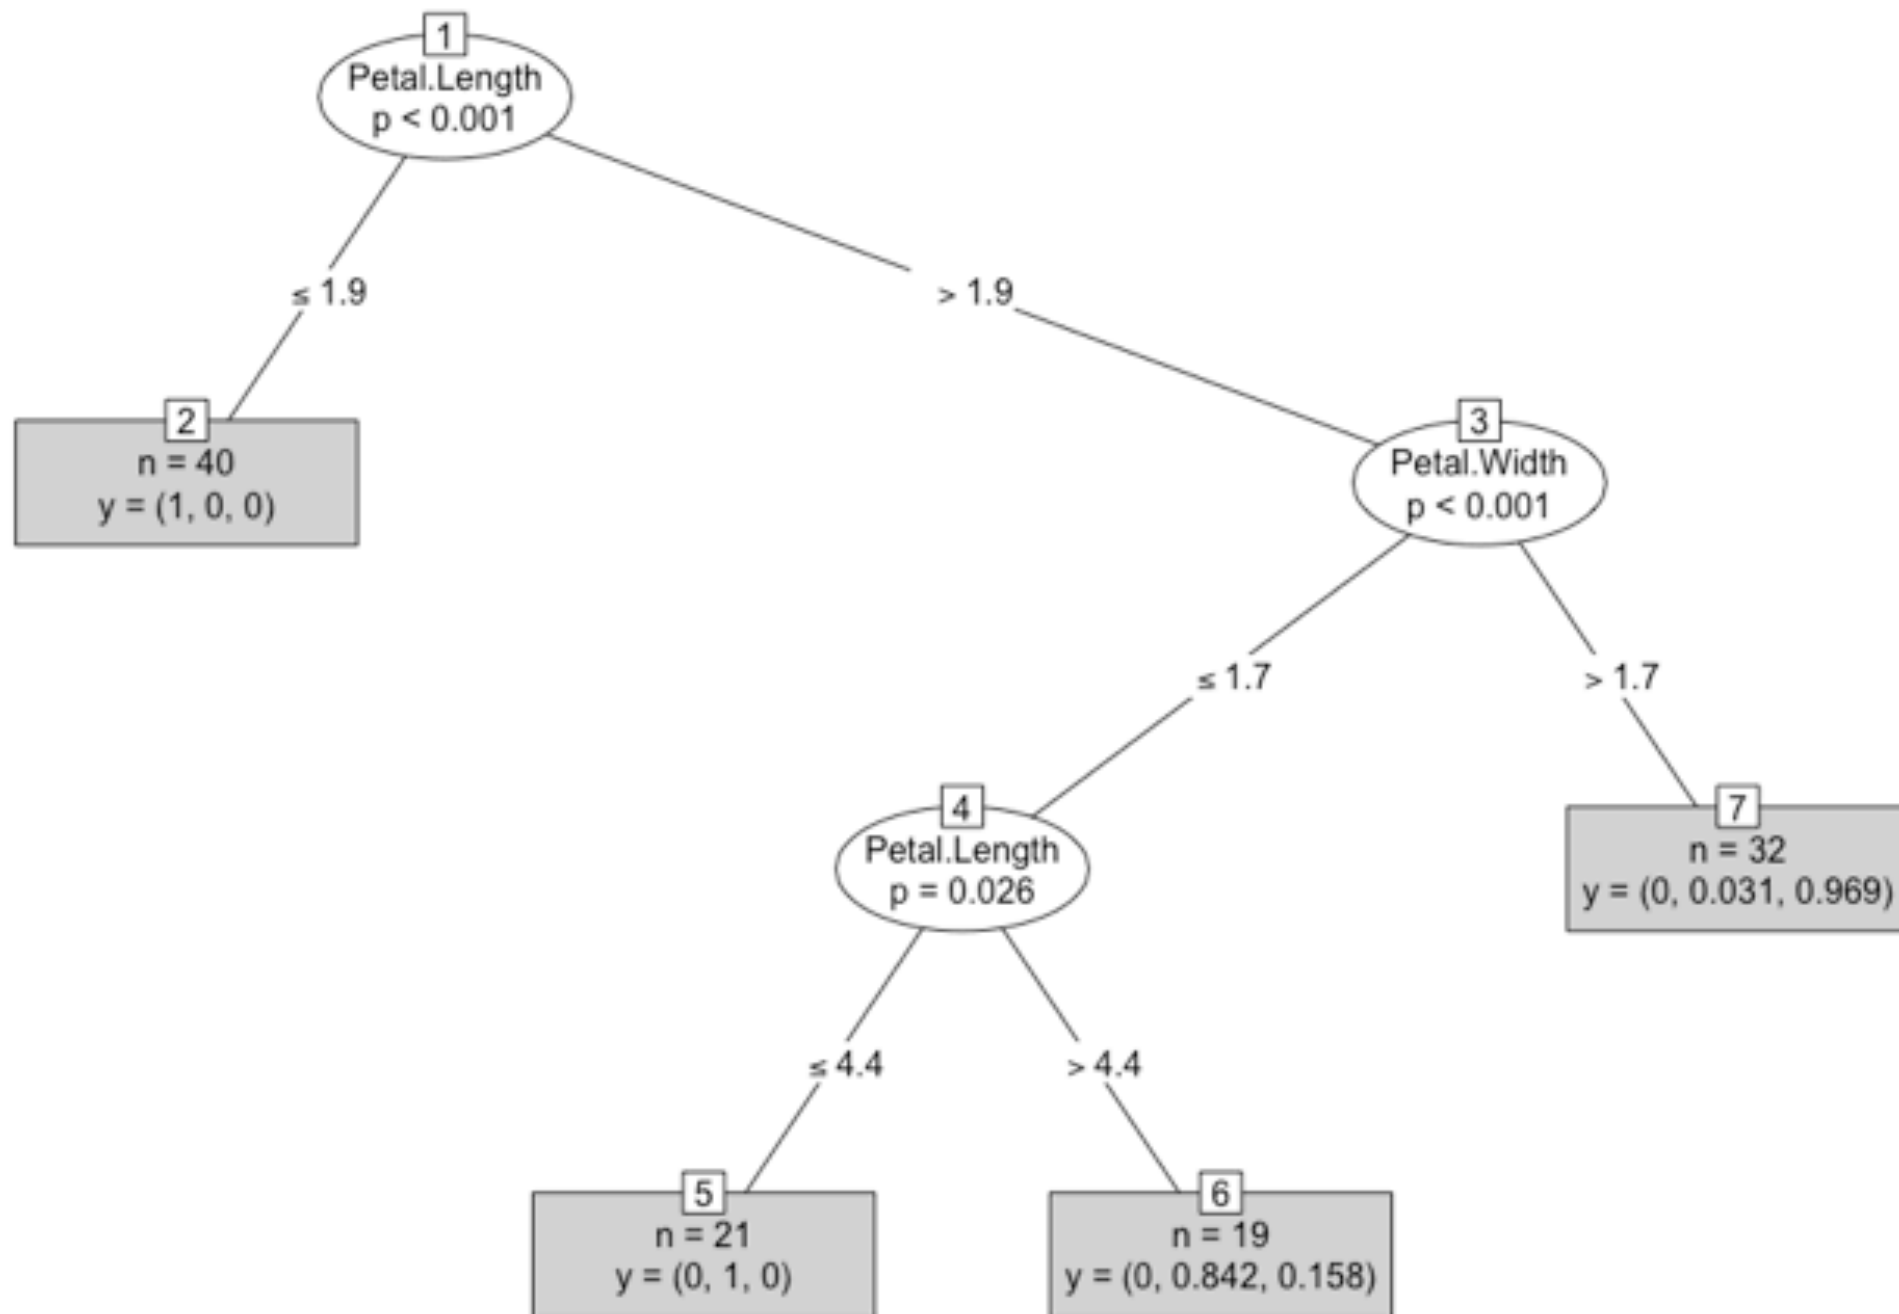 1
Petal.Length
p < 0.001
≤ 1.9
> 1.9
2
n = 40
y = (1, 0, 0)
3
Petal.Width
p < 0.001
≤ 1.7
> 1.7
4
Petal.Length
p = 0.026
7
n = 32
y = (0, 0.031, 0.969)
≤ 4.4
> 4.4
5
n = 21
y = (0, 1, 0)
6
n = 19
y = (0, 0.842, 0.158)